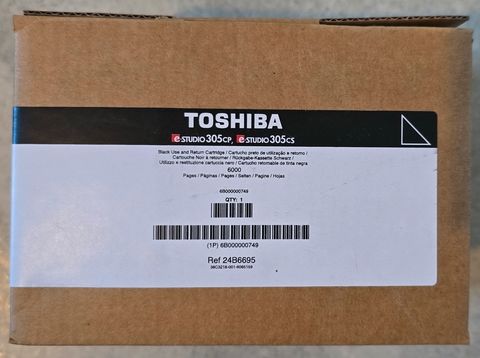 TOSHIBA
e-STUDIO305CP, e-STUDIO305CS
Black Use and Return Cartridge / Cartucho preto de utilização e retorno /
Cartouche Noir à retourner / Rückgabe-Kassette Schwarz /
Utilizzo e restituzione cartuccia nero / Cartucho retornable de tinta negra
6000
Pages / Páginas / Pages / Seiten / Pagine / Hojas
6B000000749
QTY: 1
(1P) 6B000000749
Ref 24B6695